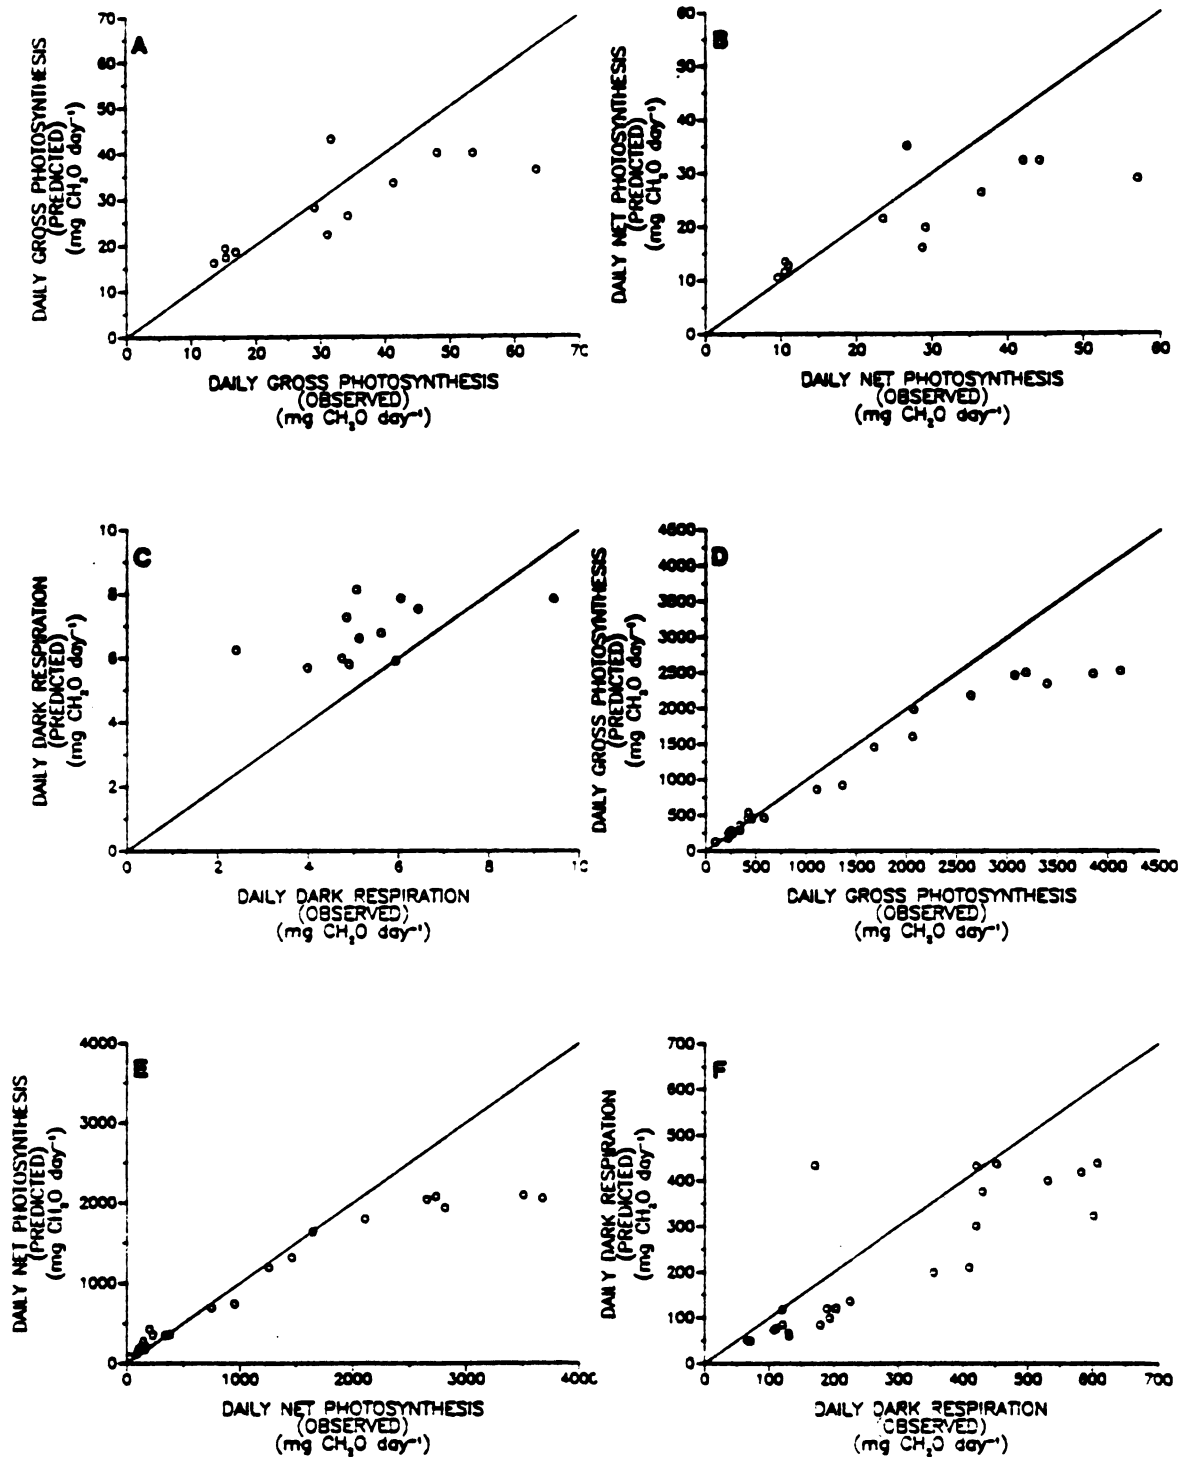 A
70
60
50
40
30
20
10
0
DAILY GROSS PHOTOSYNTHESIS
(PREDICTED)
(mg CH₂O day⁻¹)
0 10 20 30 40 50 60 70
DAILY GROSS PHOTOSYNTHESIS
(OBSERVED)
(mg CH₂O day⁻¹)
B
60
50
40
30
20
10
0
DAILY NET PHOTOSYNTHESIS
(PREDICTED)
(mg CH₂O day⁻¹)
0 10 20 30 40 50 60
DAILY NET PHOTOSYNTHESIS
(OBSERVED)
(mg CH₂O day⁻¹)
C
10
8
6
4
2
0
DAILY DARK RESPIRATION
(PREDICTED)
(mg CH₂O day⁻¹)
0 2 4 6 8 10
DAILY DARK RESPIRATION
(OBSERVED)
(mg CH₂O day⁻¹)
D
4500
4000
3500
3000
2500
2000
1500
1000
500
0
DAILY GROSS PHOTOSYNTHESIS
(PREDICTED)
(mg CH₂O day⁻¹)
0 500 1000 1500 2000 2500 3000 3500 4000 4500
DAILY GROSS PHOTOSYNTHESIS
(OBSERVED)
(mg CH₂O day⁻¹)
E
4000
3000
2000
1000
0
DAILY NET PHOTOSYNTHESIS
(PREDICTED)
(mg CH₂O day⁻¹)
0 1000 2000 3000 4000
DAILY NET PHOTOSYNTHESIS
(OBSERVED)
(mg CH₂O day⁻¹)
F
700
600
500
400
300
200
100
0
DAILY DARK RESPIRATION
(PREDICTED)
(mg CH₂O day⁻¹)
0 100 200 300 400 500 600 700
DAILY DARK RESPIRATION
(OBSERVED)
(mg CH₂O day⁻¹)